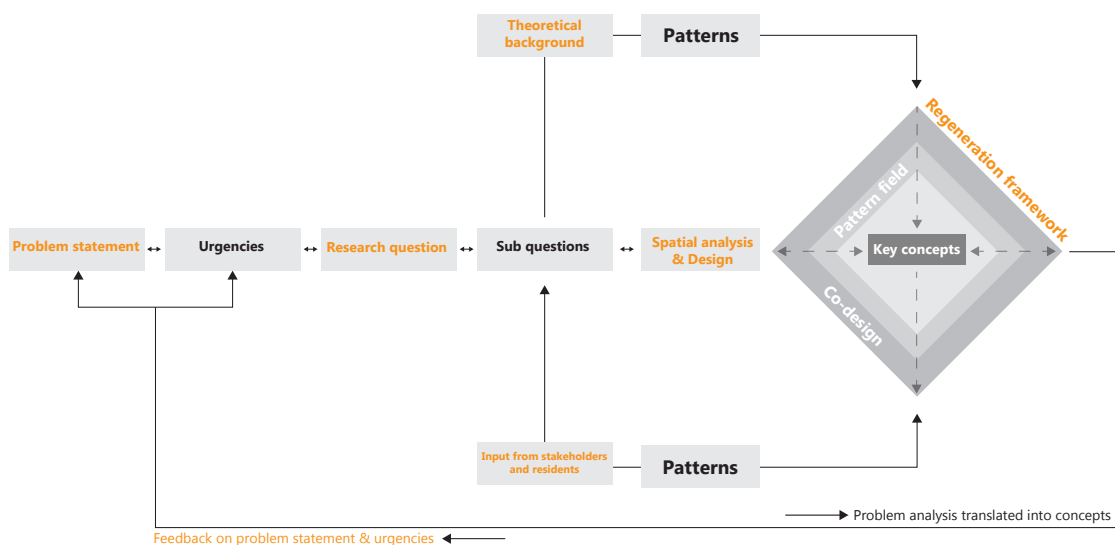 Theoretical
background
Patterns
Regeneration framework
Pattern field
Problem statement
Urgencies
Research question
Sub questions
Spatial analysis
& Design
Key concepts
Co-design
Input from stakeholders
and residents
Patterns
Problem analysis translated into concepts
Feedback on problem statement & urgencies